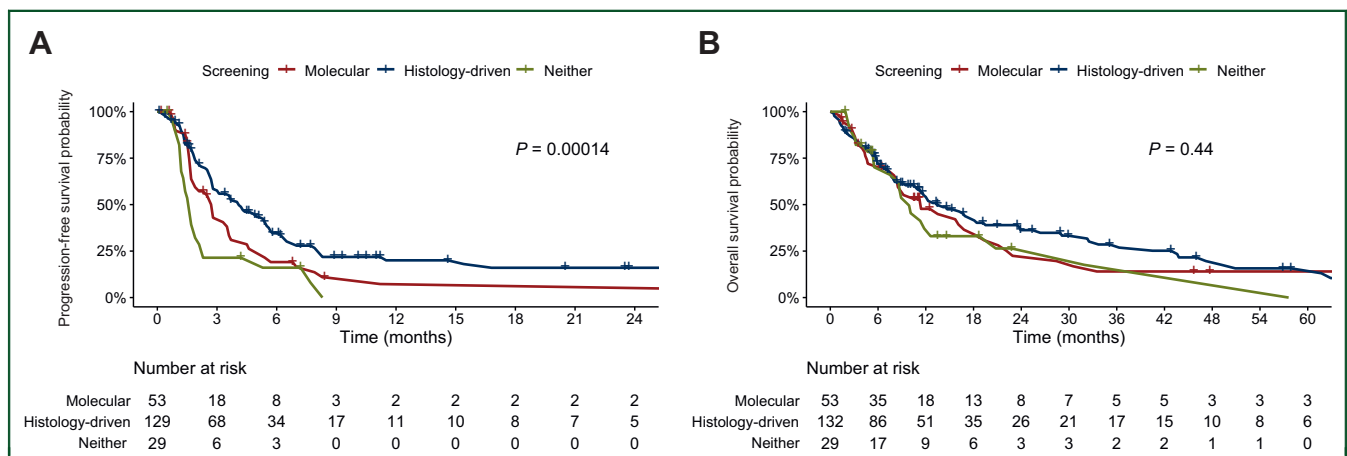 A
Screening Molecular Histology-driven Neither
Progression-free survival probability
100%
75%
50%
25%
0%
P = 0.00014
0 3 6 9 12 15 18 21 24
Time (months)
Number at risk
Molecular 53 18 8 3 2 2 2 2 2
Histology-driven 129 68 34 17 11 10 8 7 5
Neither 29 6 3 0 0 0 0 0 0
B
Screening Molecular Histology-driven Neither
Overall survival probability
100%
75%
50%
25%
0%
P = 0.44
0 6 12 18 24 30 36 42 48 54 60
Time (months)
Number at risk
Molecular 53 35 18 13 8 7 5 5 3 3 3
Histology-driven 132 86 51 35 26 21 17 15 10 8 6
Neither 29 17 9 6 3 3 2 2 1 1 0